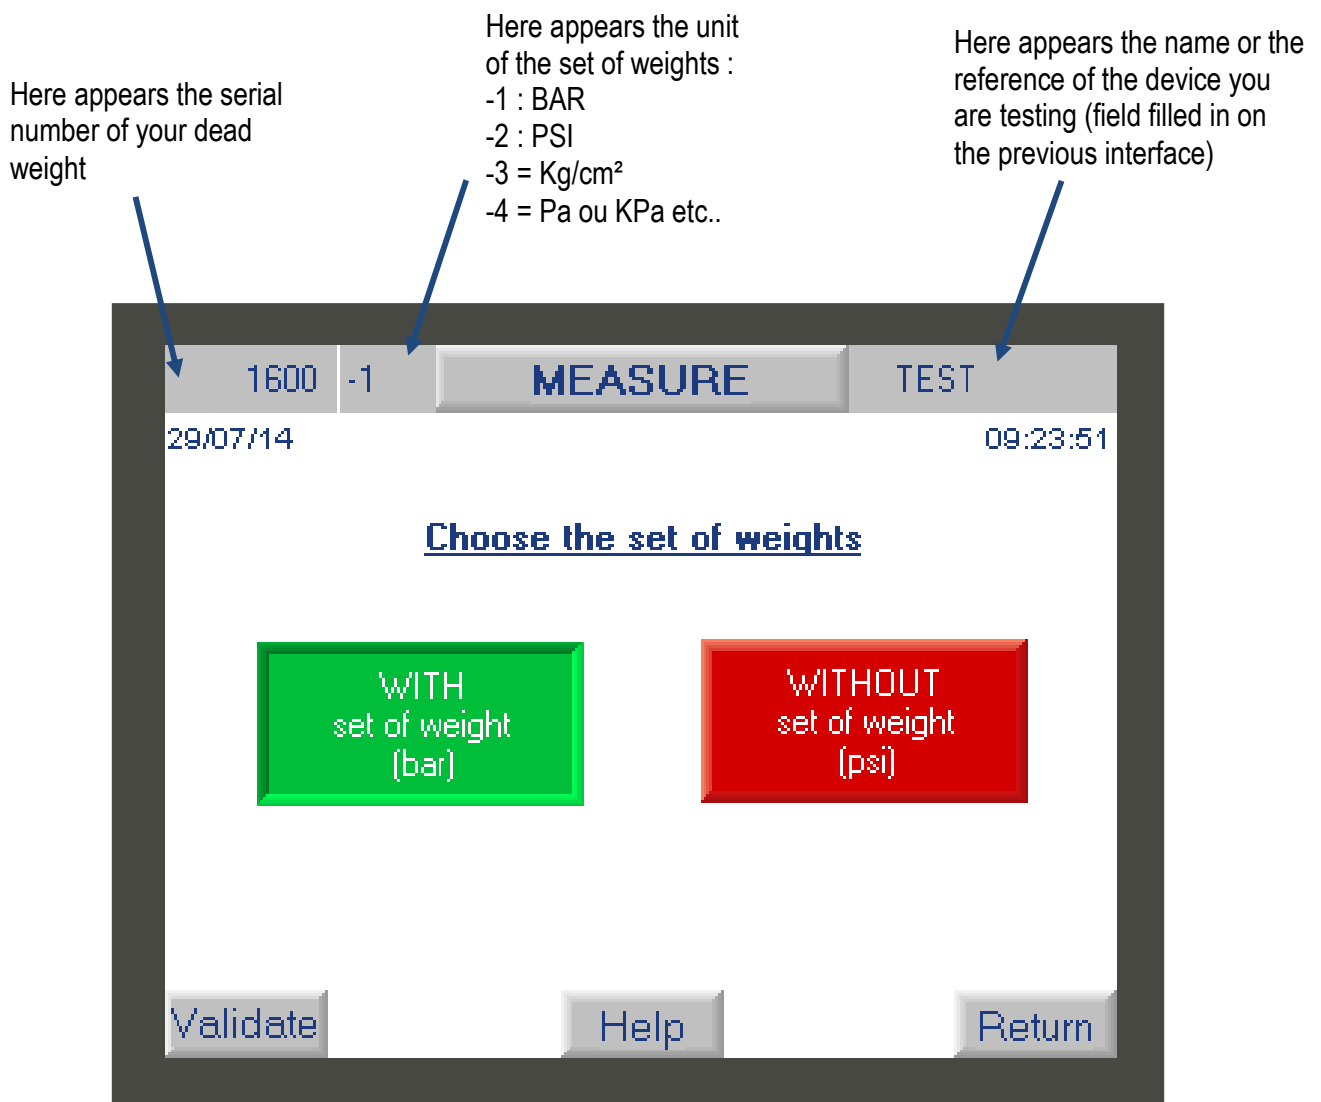 Here appears the serial
number of your dead
weight
Here appears the unit
of the set of weights :
-1 : BAR
-2 : PSI
-3 = Kg/cm²
-4 = Pa ou KPa etc..
Here appears the name or the
reference of the device you
are testing (field filled in on
the previous interface)
1600 -1 MEASURE TEST
29/07/14 09:23:51
Choose the set of weights
WITH
set of weight
(bar)
WITHOUT
set of weight
(psi)
Validate Help Return